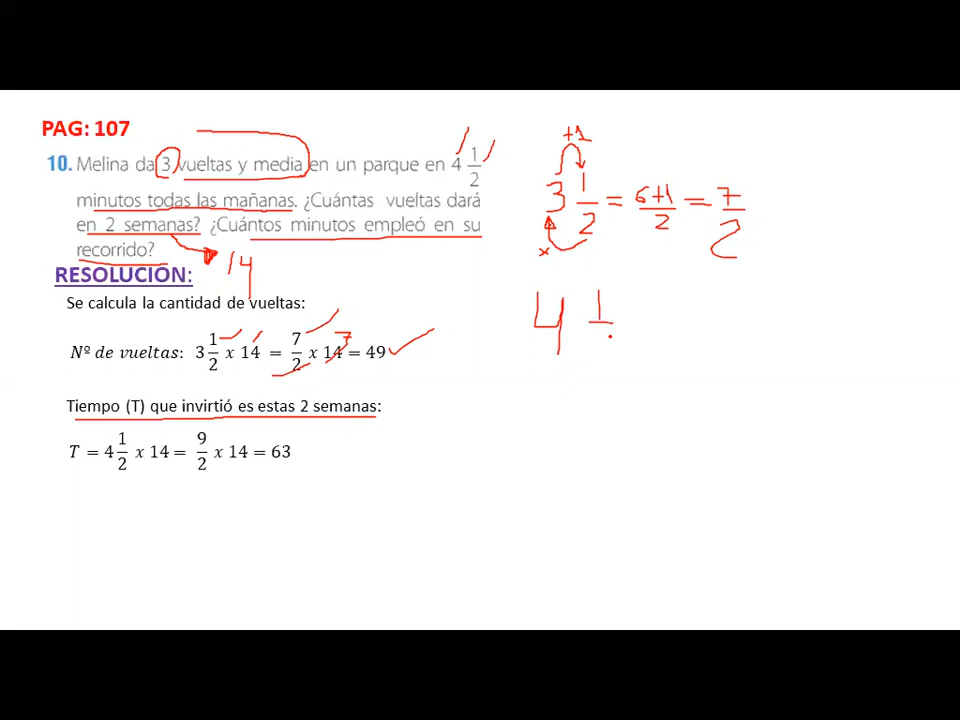 PAG: 107
10. Melina da 3 vueltas y media en un parque en 4 1/2
minutos todas las mañanas. ¿Cuántas vueltas dará
en 2 semanas? ¿Cuántos minutos empleó en su
recorrido?
14
RESOLUCION:
Se calcula la cantidad de vueltas:
Nº de vueltas: 3 1/2 x 14 = 7/2 x 14 = 49
7
Tiempo (T) que invirtió es estas 2 semanas:
T = 4 1/2 x 14 = 9/2 x 14 = 63
+1
3 1/2 = 6+1/2 = 7/2
x
4 1